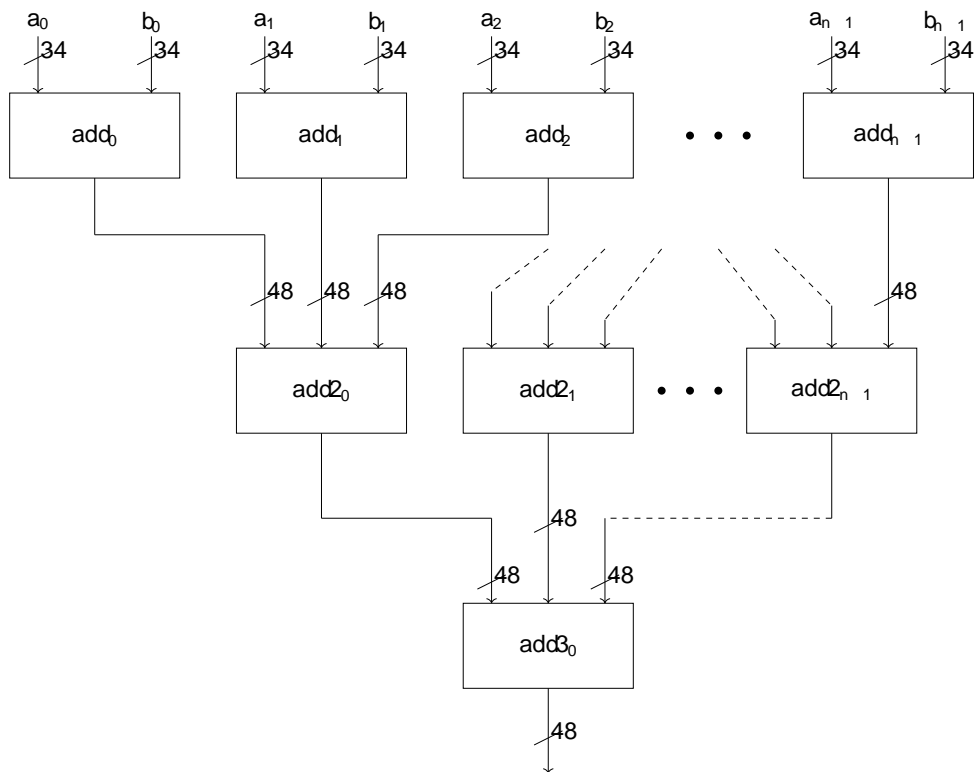 a₀ b₀ a₁ b₁ a₂ b₂ aₙ ₁ bₙ ₁
34 34 34 34 34 34 34 34
add₀ add₁ add₂ • • • addₙ ₁
48 48 48 48
add2₀ add2₁ • • • add2ₙ ₁
48
48 48
add3₀
48